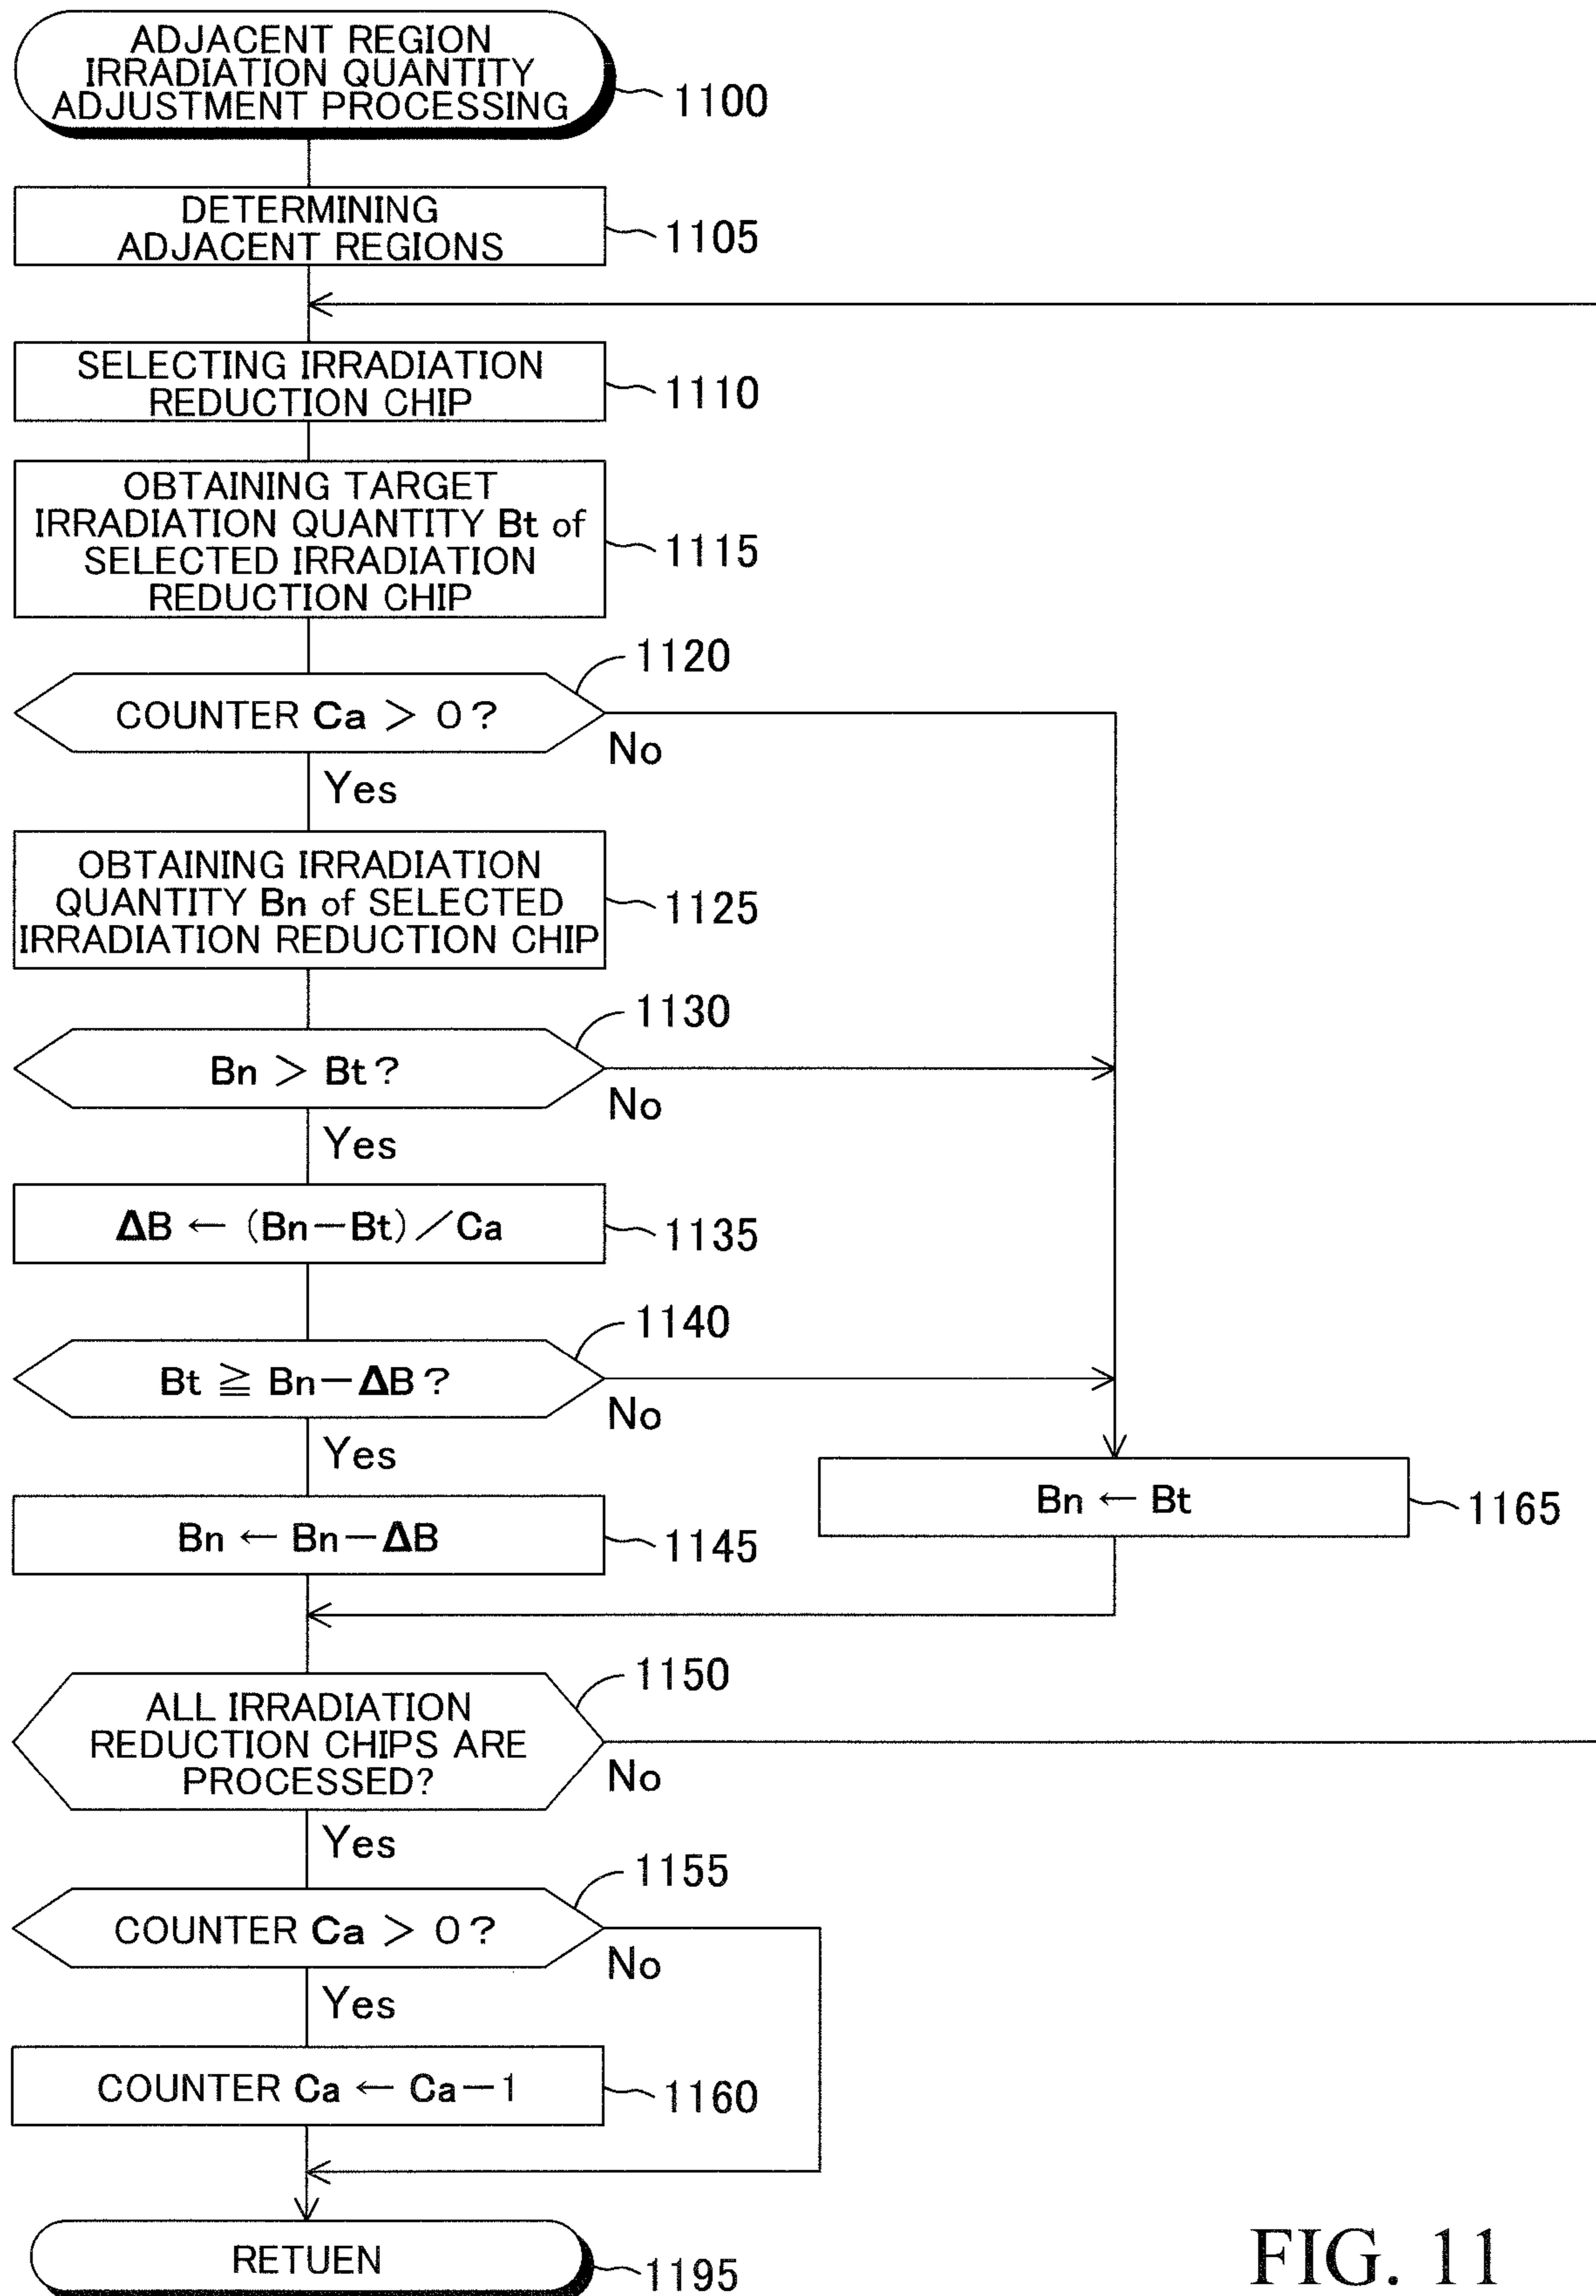 ADJACENT REGION
IRRADIATION QUANTITY
ADJUSTMENT PROCESSING
1100
DETERMINING
ADJACENT REGIONS
1105
SELECTING IRRADIATION
REDUCTION CHIP
1110
OBTAINING TARGET
IRRADIATION QUANTITY Bt of
SELECTED IRRADIATION
REDUCTION CHIP
1115
1120
COUNTER Ca > 0?
No
Yes
OBTAINING IRRADIATION
QUANTITY Bn of SELECTED
IRRADIATION REDUCTION CHIP
1125
1130
Bn > Bt?
No
Yes
ΔB ← (Bn−Bt)/Ca
1135
1140
Bt ≧ Bn−ΔB?
No
Yes
Bn ← Bn−ΔB
1145
Bn ← Bt
1165
1150
ALL IRRADIATION
REDUCTION CHIPS ARE
PROCESSED?
No
Yes
1155
COUNTER Ca > 0?
No
Yes
COUNTER Ca ← Ca−1
1160
RETUEN
1195
FIG. 11